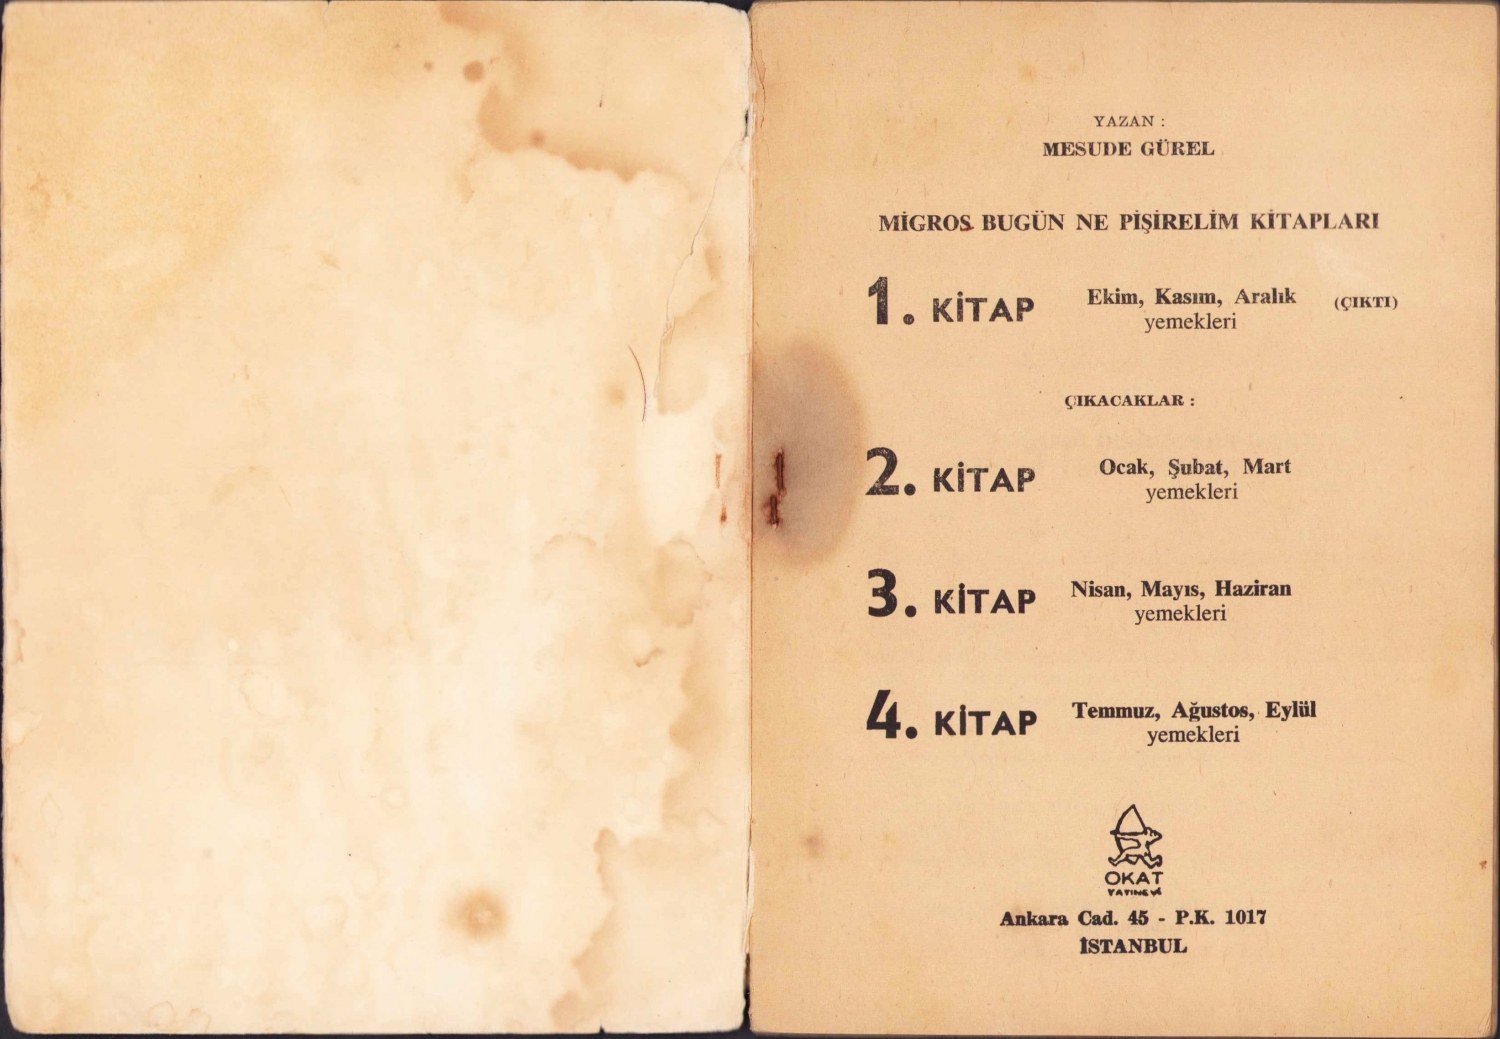 YAZAN :
MESUDE GÜREL
MİGROS BUGÜN NE PİŞİRELİM KİTAPLARI
1. KİTAP Ekim, Kasım, Aralık (ÇIKTI)
yemekleri
ÇIKACAKLAR :
2. KİTAP Ocak, Şubat, Mart
yemekleri
3. KİTAP Nisan, Mayıs, Haziran
yemekleri
4. KİTAP Temmuz, Ağustos, Eylül
yemekleri
OKAT
YAYINEVİ
Ankara Cad. 45 - P.K. 1017
İSTANBUL